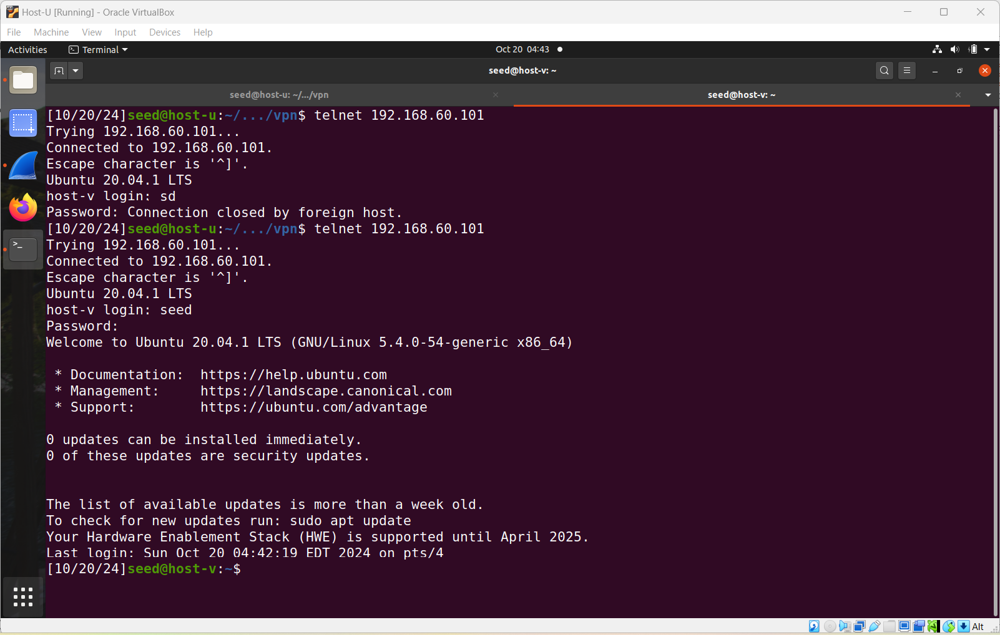 Host-U [Running] - Oracle VirtualBox
File Machine View Input Devices Help
Activities Terminal Oct 20 04:43
seed@host-v: ~
seed@host-u: ~/.../vpn seed@host-v: ~
[10/20/24]seed@host-u:~/.../vpn$ telnet 192.168.60.101
Trying 192.168.60.101...
Connected to 192.168.60.101.
Escape character is '^]'.
Ubuntu 20.04.1 LTS
host-v login: sd
Password: Connection closed by foreign host.
[10/20/24]seed@host-u:~/.../vpn$ telnet 192.168.60.101
Trying 192.168.60.101...
Connected to 192.168.60.101.
Escape character is '^]'.
Ubuntu 20.04.1 LTS
host-v login: seed
Password:
Welcome to Ubuntu 20.04.1 LTS (GNU/Linux 5.4.0-54-generic x86_64)
* Documentation: https://help.ubuntu.com
* Management: https://landscape.canonical.com
* Support: https://ubuntu.com/advantage
0 updates can be installed immediately.
0 of these updates are security updates.
The list of available updates is more than a week old.
To check for new updates run: sudo apt update
Your Hardware Enablement Stack (HWE) is supported until April 2025.
Last login: Sun Oct 20 04:42:19 EDT 2024 on pts/4
[10/20/24]seed@host-v:~$
Alt